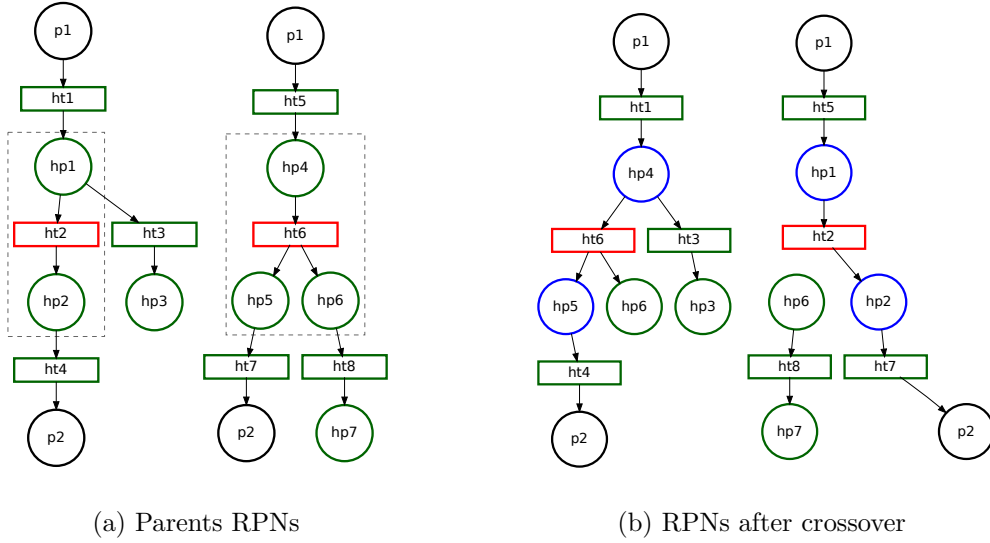 p1
p1
ht1
ht5
hp1
hp4
ht2
ht3
ht6
hp2
hp3
hp5
hp6
ht4
ht7
ht8
p2
p2
hp7
(a) Parents RPNs
p1
p1
ht1
ht5
hp4
hp1
ht6
ht3
ht2
hp5
hp6
hp3
hp6
hp2
ht4
ht8
ht7
p2
hp7
p2
(b) RPNs after crossover